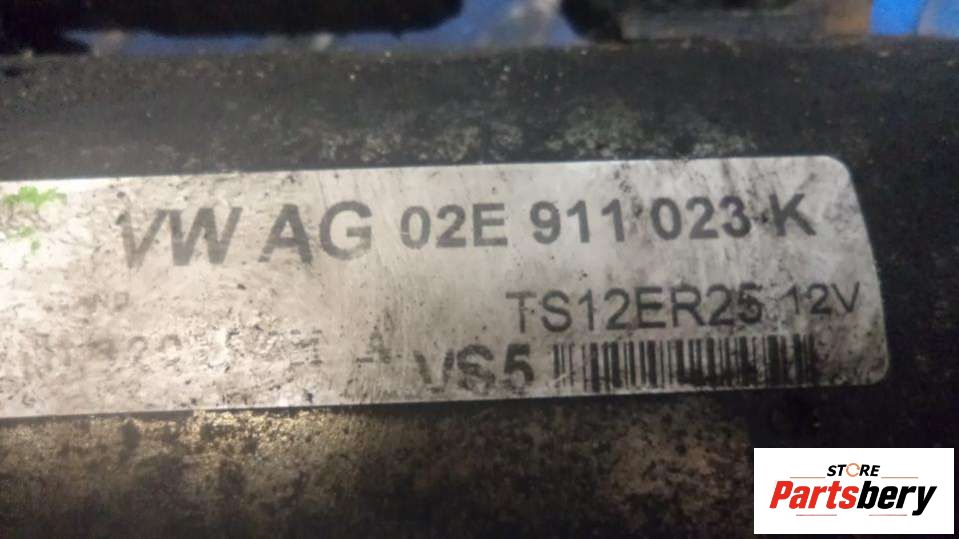 VW AG 02E 911 023 K
TS12ER25 12V
VS5
STORE
Partsbery